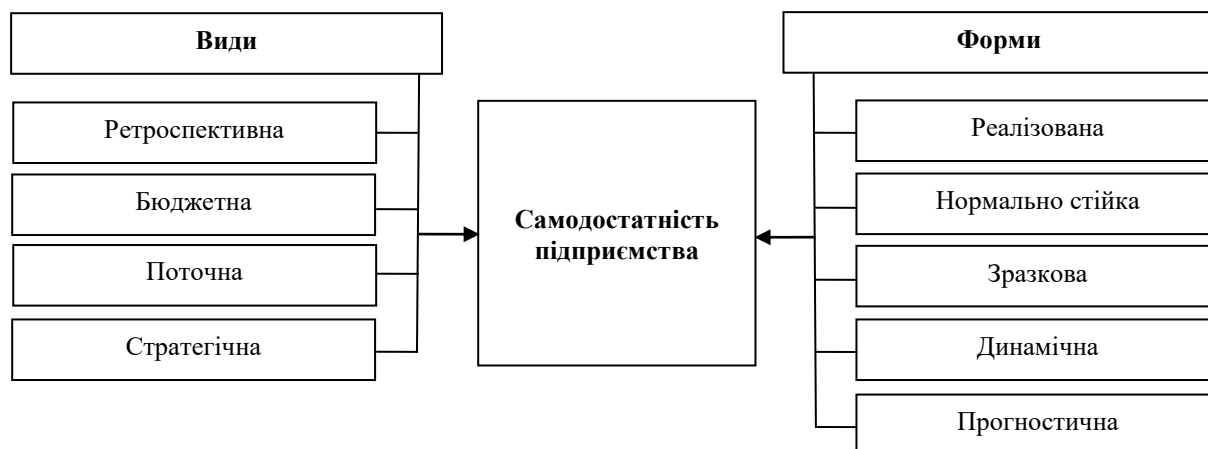 Види
Ретроспективна
Бюджетна
Поточна
Стратегічна
Самодостатність
підприємства
Форми
Реалізована
Нормально стійка
Зразкова
Динамічна
Прогностична